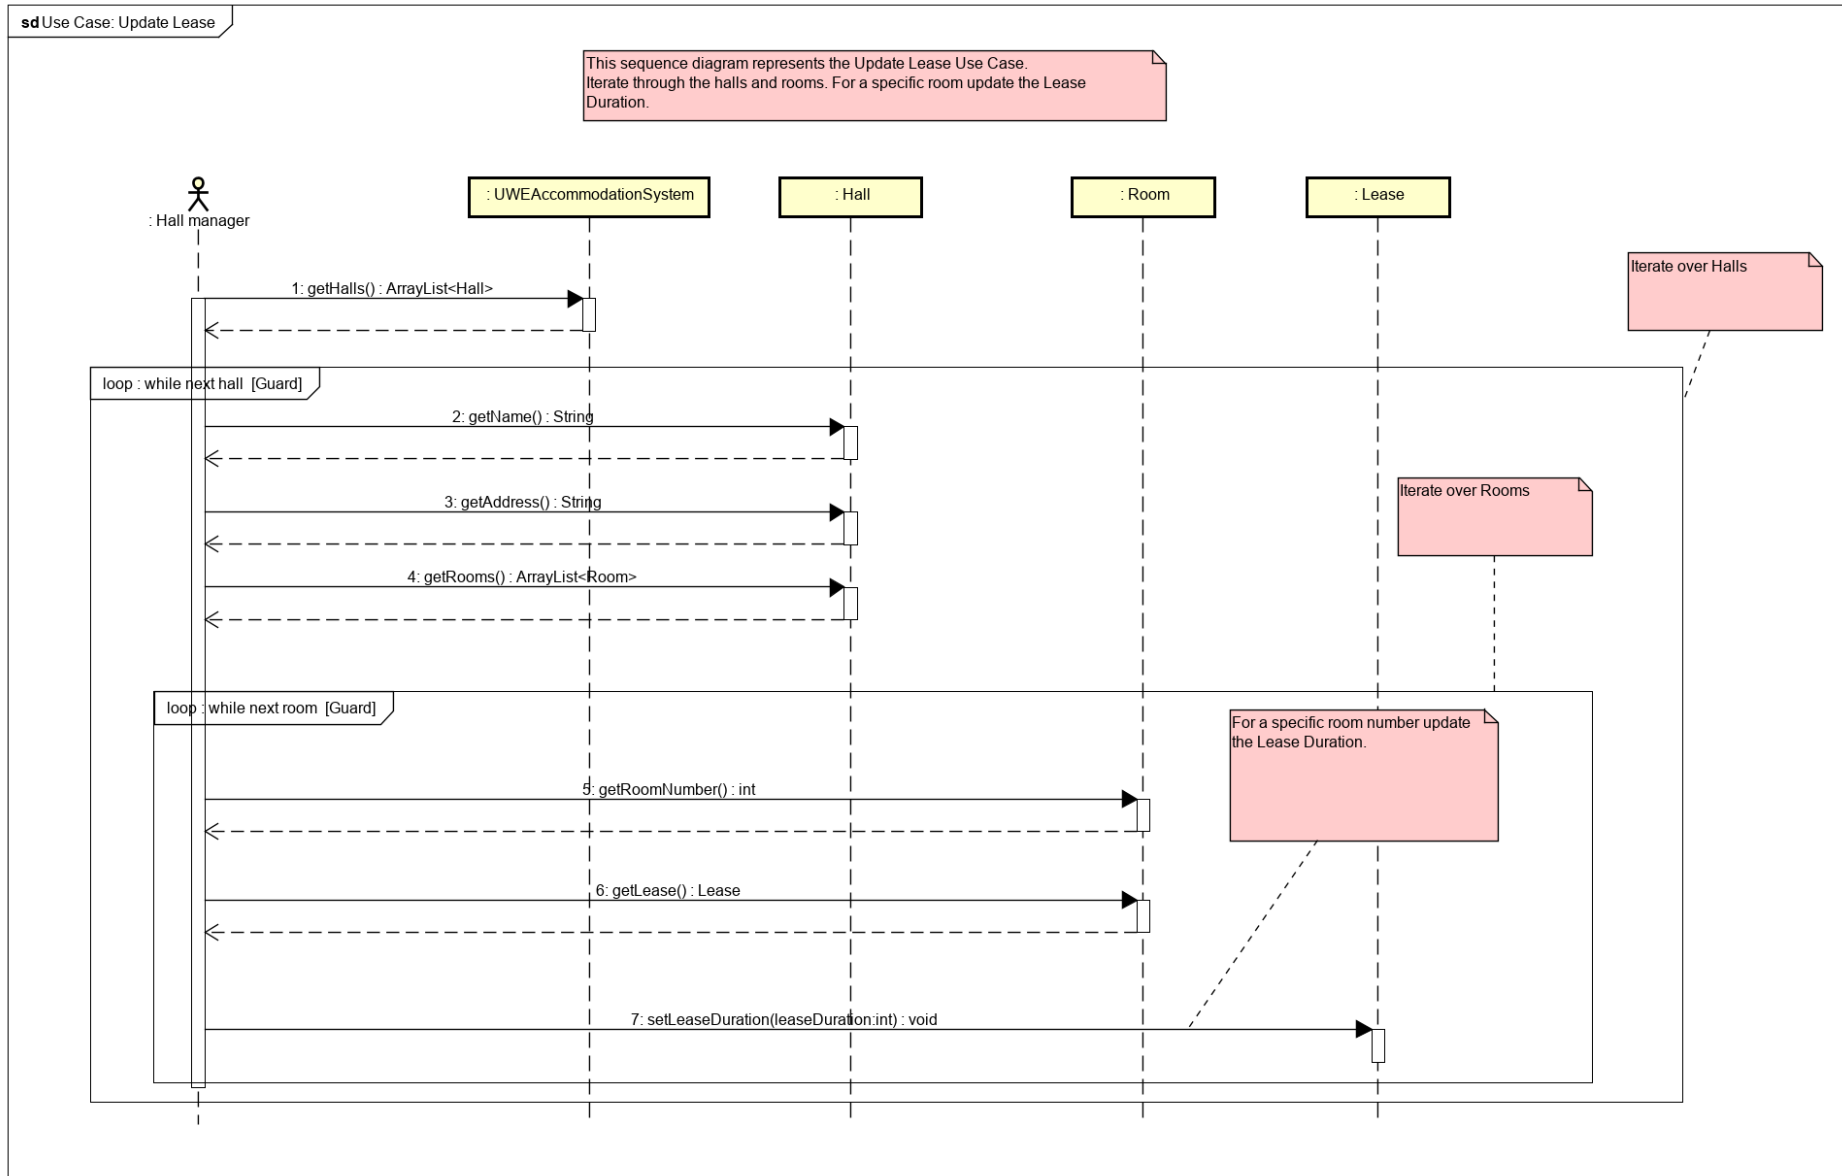 sd Use Case: Update Lease
This sequence diagram represents the Update Lease Use Case.
Iterate through the halls and rooms. For a specific room update the Lease
Duration.
: Hall manager
: UWEAccommodationSystem
: Hall
: Room
: Lease
Iterate over Halls
1: getHalls() : ArrayList<Hall>
loop : while next hall [Guard]
2: getName() : String
Iterate over Rooms
3: getAddress() : String
4: getRooms() : ArrayList<Room>
loop : while next room [Guard]
For a specific room number update
the Lease Duration.
5: getRoomNumber() : int
6: getLease() : Lease
7: setLeaseDuration(leaseDuration:int) : void